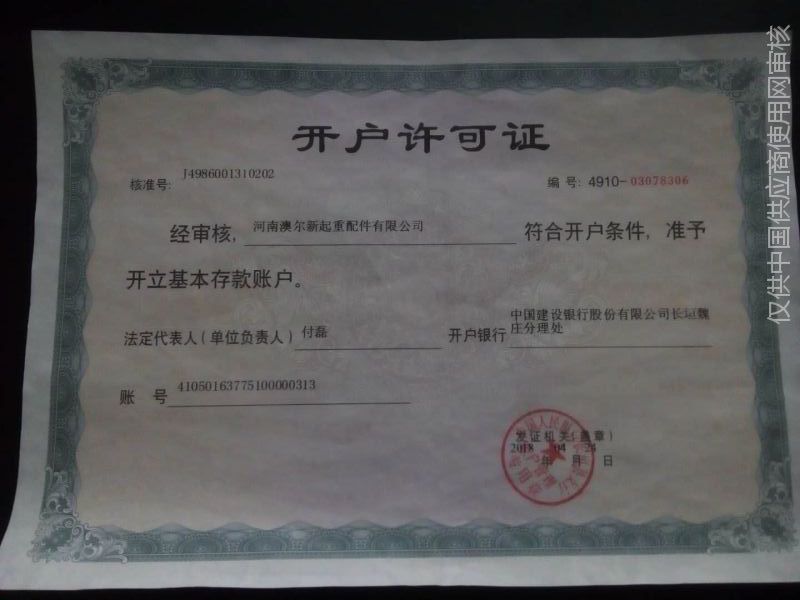 开户许可证
核准号: J4986001310202
编号: 4910-03078306
经审核, 河南澳尔新起重配件有限公司 符合开户条件, 准予
开立基本存款账户。
法定代表人(单位负责人) 付磊 开户银行 中国建设银行股份有限公司长垣魏
庄分理处
账 号 41050163775100000313
发证机关(盖章)
2018 年 04 月 24 日
仅供中国供应商使用网审核